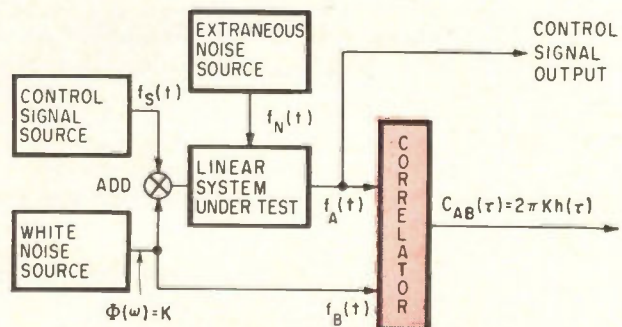 EXTRANEOUS
NOISE
SOURCE
CONTROL
SIGNAL
OUTPUT
CONTROL
SIGNAL
SOURCE
f_S(t)
f_N(t)
ADD
LINEAR
SYSTEM
UNDER TEST
f_A(t)
CORRELATOR
C_AB(τ)=2πKh(τ)
WHITE
NOISE
SOURCE
Φ(ω)=K
f_B(t)